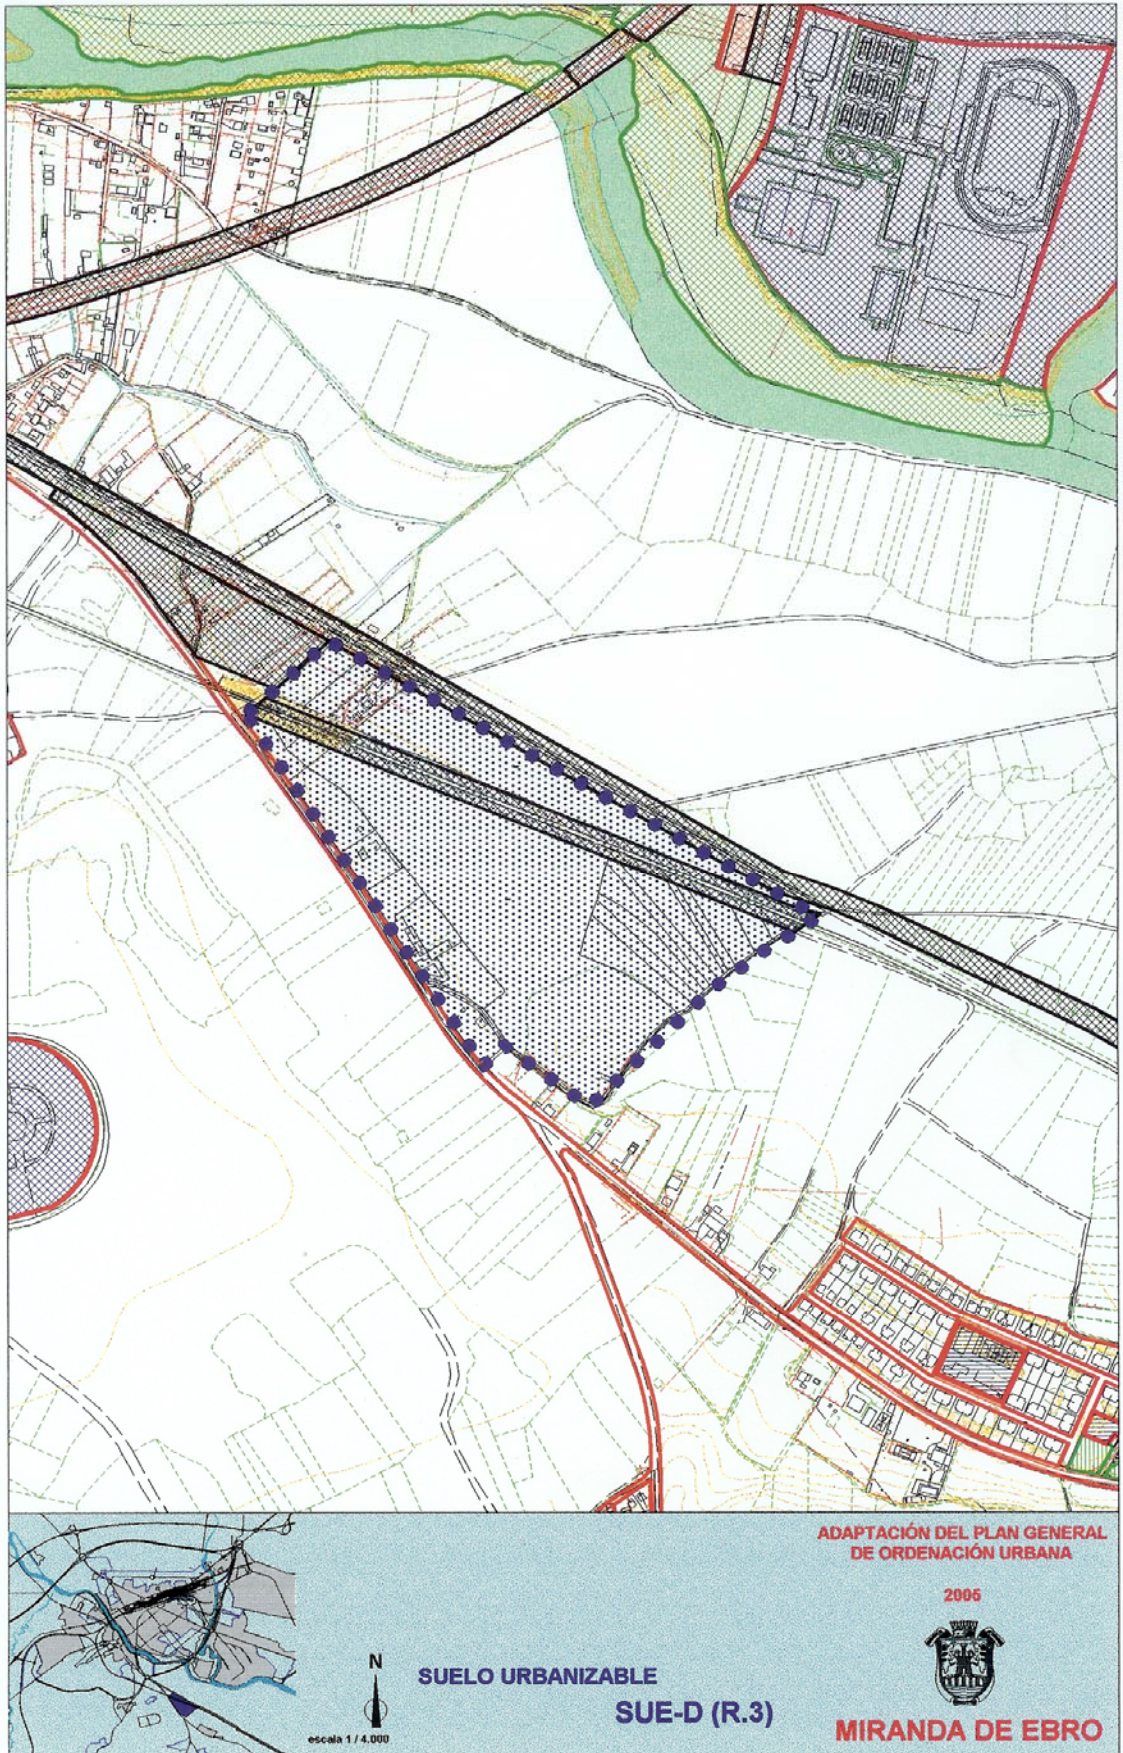 ADAPTACIÓN DEL PLAN GENERAL
DE ORDENACIÓN URBANA
2005
N
escala 1 / 4.000
SUELO URBANIZABLE
SUE-D (R.3)
MIRANDA DE EBRO